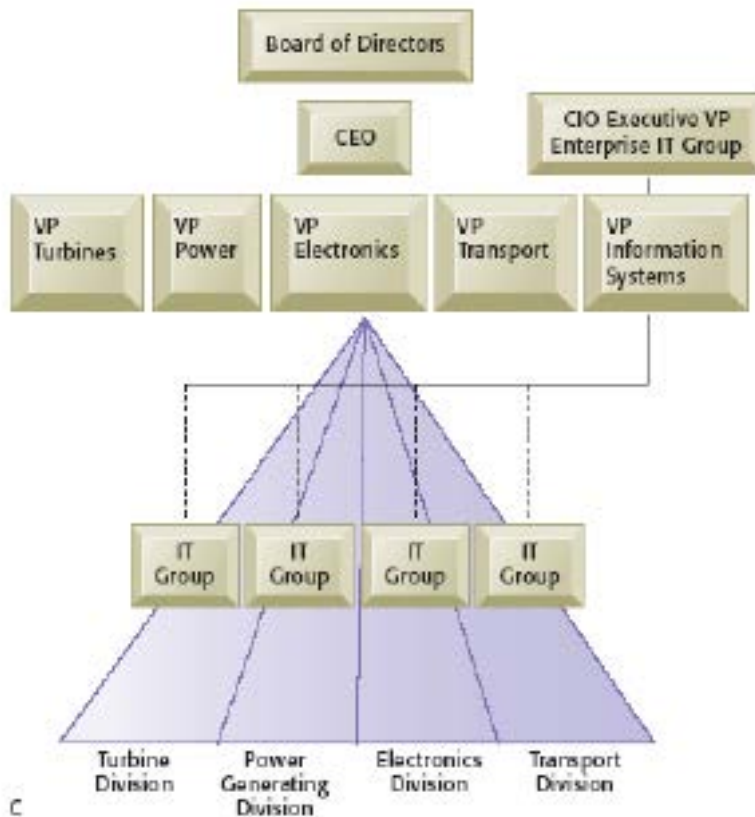 Board of Directors
CEO
CIO Executive VP
Enterprise IT Group
VP
Turbines
VP
Power
VP
Electronics
VP
Transport
VP
Information
Systems
IT
Group
IT
Group
IT
Group
IT
Group
Turbine
Division
Power
Generating
Division
Electronics
Division
Transport
Division
C